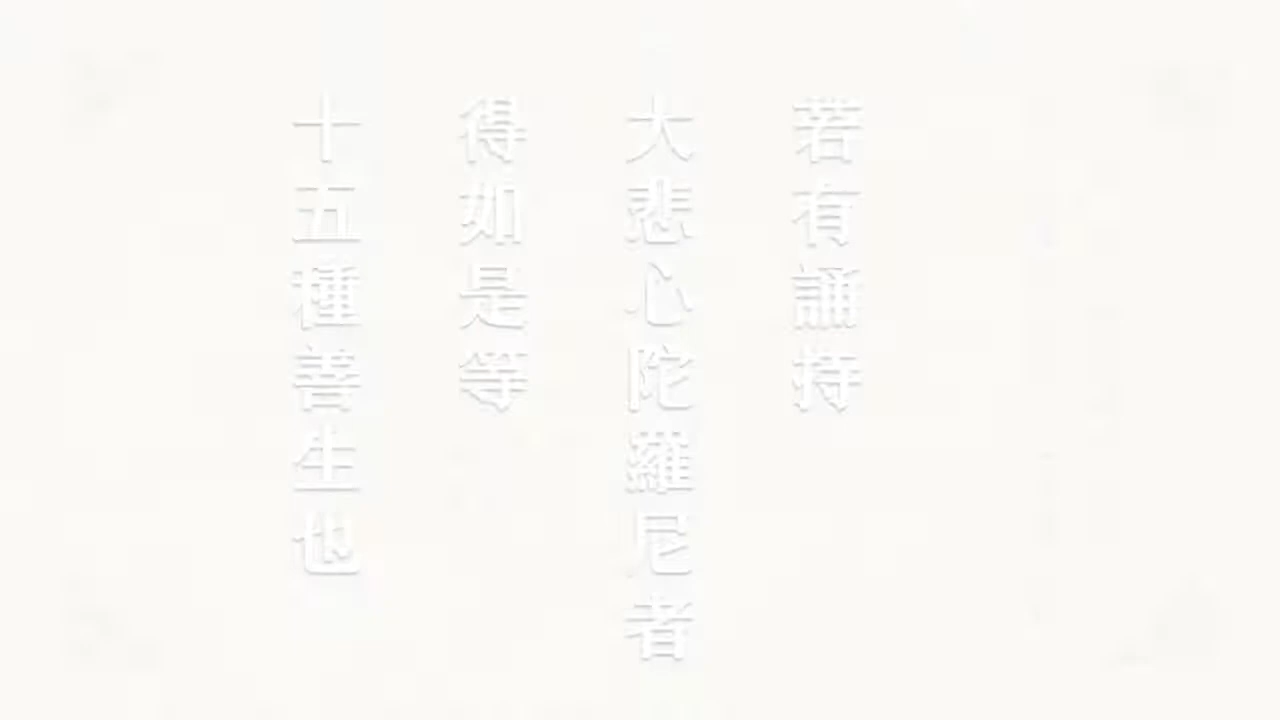 若有誦持
大悲心陀羅尼者
得如是等
十五種善生也